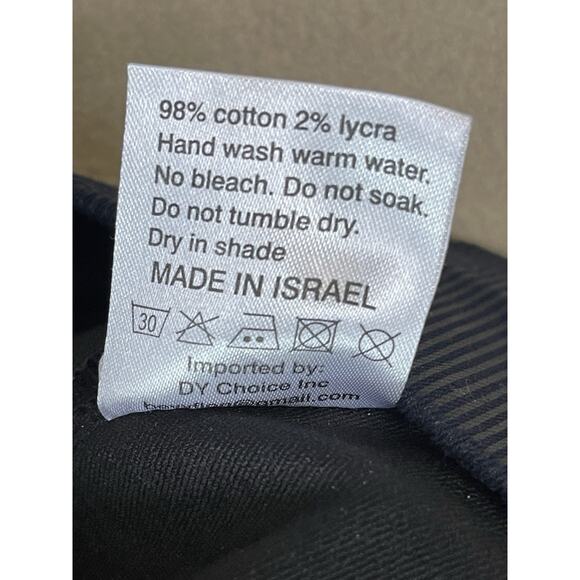 98% cotton 2% lycra
Hand wash warm water.
No bleach. Do not soak.
Do not tumble dry.
Dry in shade
MADE IN ISRAEL
30
Imported by:
DY Choice Inc